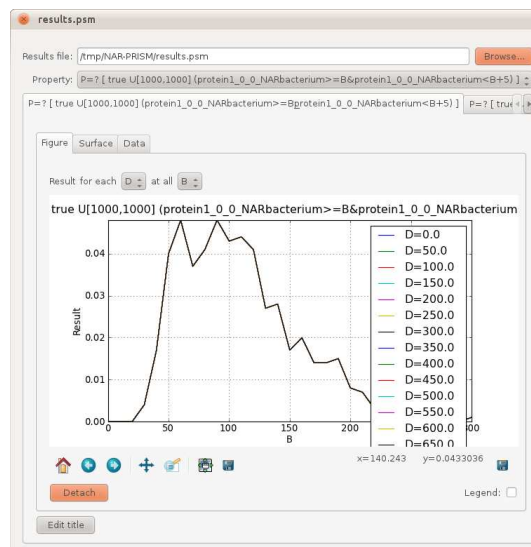 results.psm
Results file: /tmp/NAR-PRISM/results.psm Browse...
Property: P=? [ true U[1000,1000] (protein1_0_0_NARbacterium>=B&protein1_0_0_NARbacterium<B+5) ]
P=? [ true U[1000,1000] (protein1_0_0_NARbacterium>=Bprotein1_0_0_NARbacterium<B+5) ] P=? [ true
Figure Surface Data
Result for each D at all B
true U[1000,1000] (protein1_0_0_NARbacterium>=B&protein1_0_0_NARbacterium
D=0.0
D=50.0
D=100.0
D=150.0
D=200.0
D=250.0
D=300.0
D=350.0
D=400.0
D=450.0
D=500.0
D=550.0
D=600.0
D=650.0
0.04
0.03
0.02
0.01
0.00
Result
0 50 100 150 200 00
B
x=140.243 y=0.0433036
Detach Legend:
Edit title